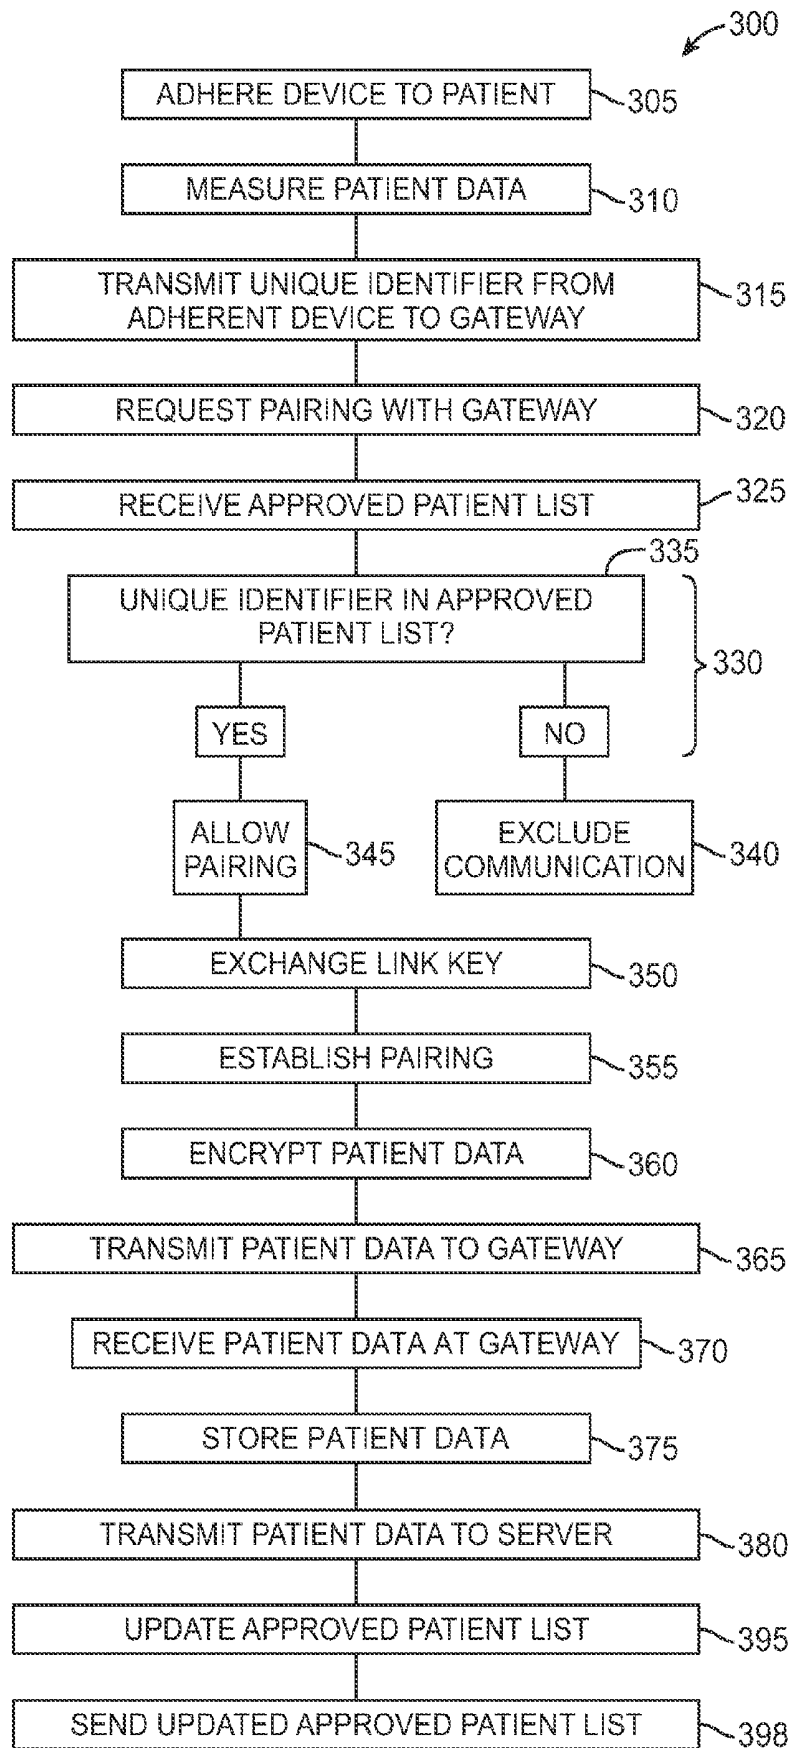 300
ADHERE DEVICE TO PATIENT
305
MEASURE PATIENT DATA
310
TRANSMIT UNIQUE IDENTIFIER FROM
ADHERENT DEVICE TO GATEWAY
315
REQUEST PAIRING WITH GATEWAY
320
RECEIVE APPROVED PATIENT LIST
325
335
UNIQUE IDENTIFIER IN APPROVED
PATIENT LIST?
330
YES
NO
ALLOW
PAIRING
345
EXCLUDE
COMMUNICATION
340
EXCHANGE LINK KEY
350
ESTABLISH PAIRING
355
ENCRYPT PATIENT DATA
360
TRANSMIT PATIENT DATA TO GATEWAY
365
RECEIVE PATIENT DATA AT GATEWAY
370
STORE PATIENT DATA
375
TRANSMIT PATIENT DATA TO SERVER
380
UPDATE APPROVED PATIENT LIST
395
SEND UPDATED APPROVED PATIENT LIST
398